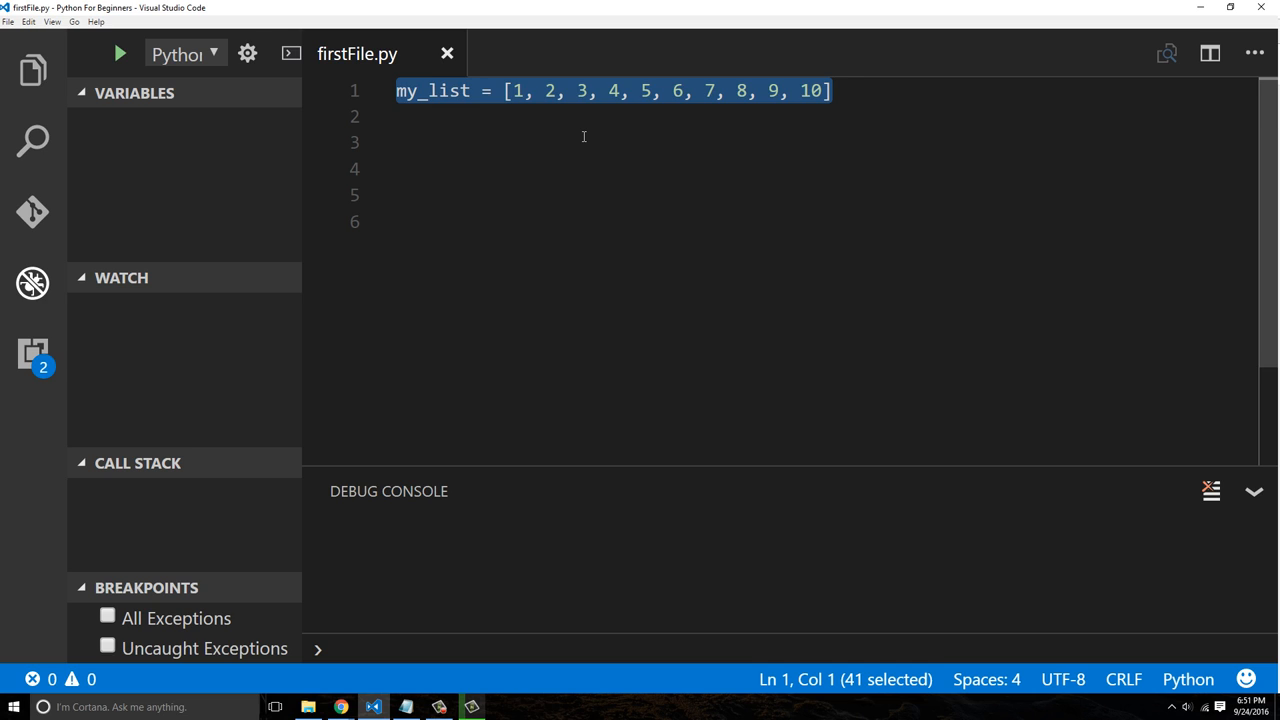 firstFile.py - Python For Beginners - Visual Studio Code
File Edit View Go Help
Python
firstFile.py
VARIABLES
1 my_list = [1, 2, 3, 4, 5, 6, 7, 8, 9, 10]
2
3
4
5
6
WATCH
CALL STACK
BREAKPOINTS
All Exceptions
Uncaught Exceptions
DEBUG CONSOLE
2
0 0
Ln 1, Col 1 (41 selected) Spaces: 4 UTF-8 CRLF Python
I'm Cortana. Ask me anything.
6:51 PM
9/24/2016